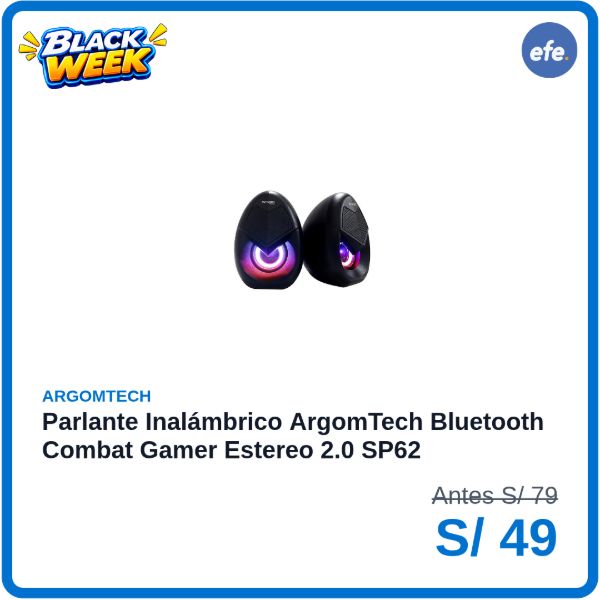 BLACK
WEEK
efe.
ARGOMTECH
Parlante Inalámbrico ArgomTech Bluetooth
Combat Gamer Estereo 2.0 SP62
Antes S/ 79
S/ 49